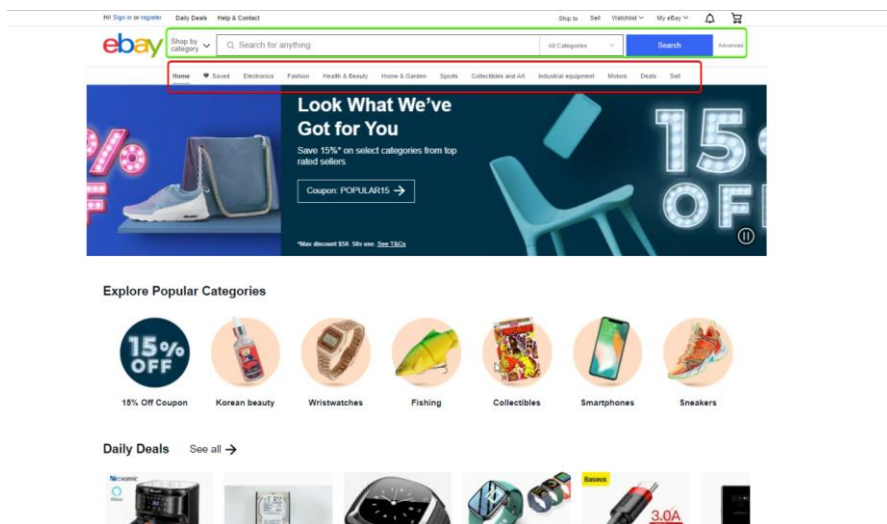 Hi! Sign in or register Daily Deals Help & Contact Ship to Sell Watchlist My eBay
ebay Shop by category Search for anything All Categories Search Advanced
Home Saved Electronics Fashion Health & Beauty Home & Garden Sports Collectibles and Art Industrial equipment Motors Deals Sell
Look What We've
Got for You
Save 15%* on select categories from top
rated sellers
Coupon: POPULAR15
*Max discount $50. 50x use. See T&Cs
15
OFF
Explore Popular Categories
15%
OFF
15% Off Coupon Korean beauty Wristwatches Fishing Collectibles Smartphones Sneakers
Daily Deals See all
Baseus
3.0A